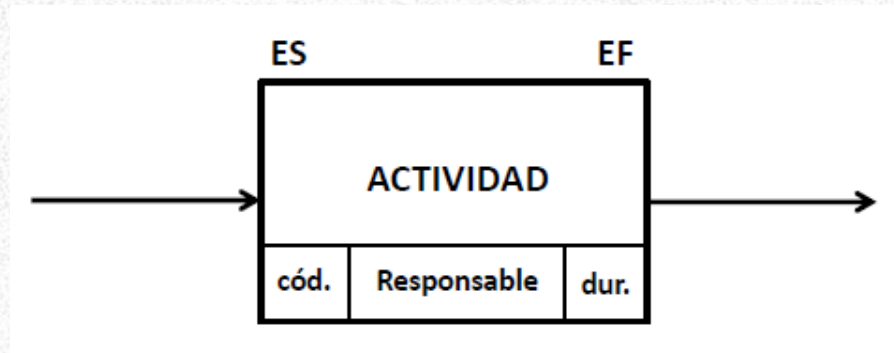 ES EF
ACTIVIDAD
cód. Responsable dur.